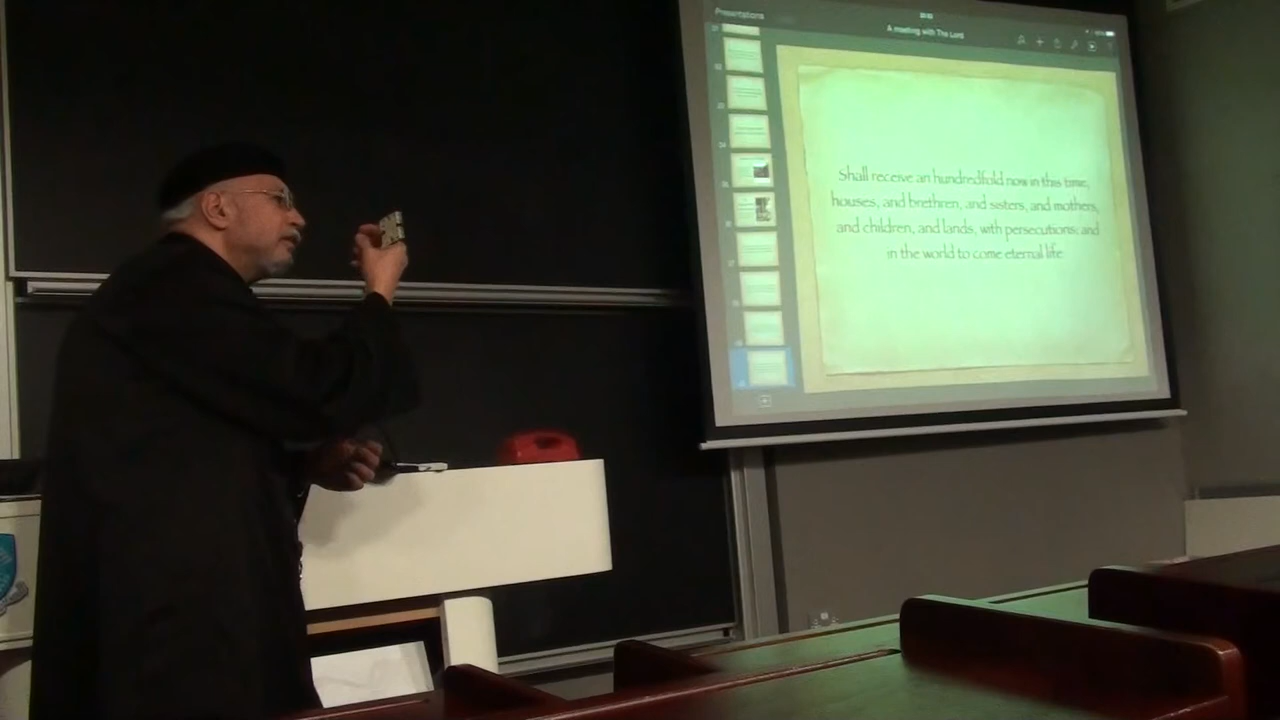 Presentations
A meeting with The Lord
Shall receive an hundredfold now in this time,
houses, and brethren, and sisters, and mothers,
and children, and lands, with persecutions; and
in the world to come eternal life